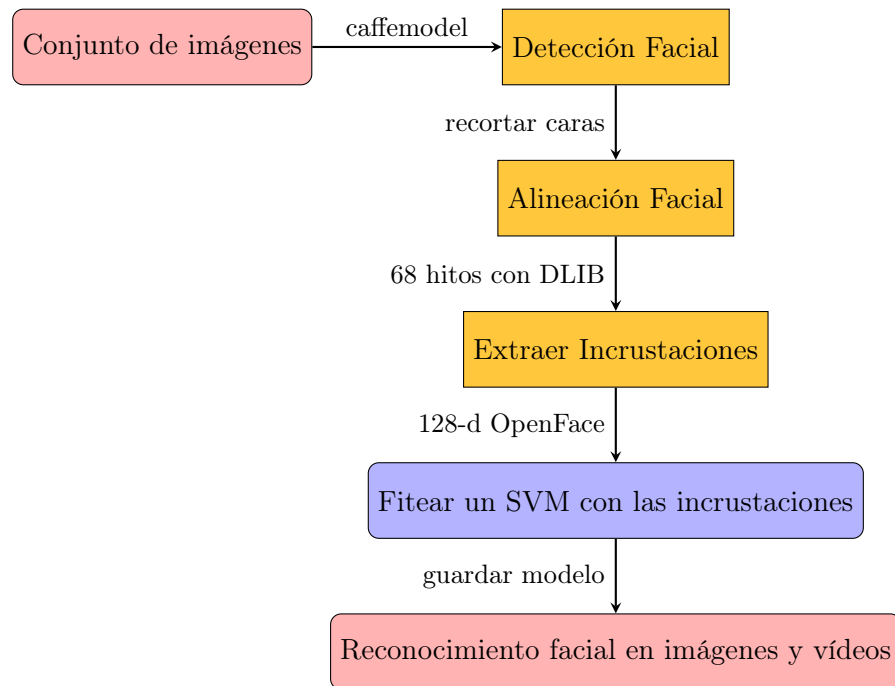 Conjunto de imágenes
caffemodel
Detección Facial
recortar caras
Alineación Facial
68 hitos con DLIB
Extraer Incrustaciones
128-d OpenFace
Fitear un SVM con las incrustaciones
guardar modelo
Reconocimiento facial en imágenes y vídeos